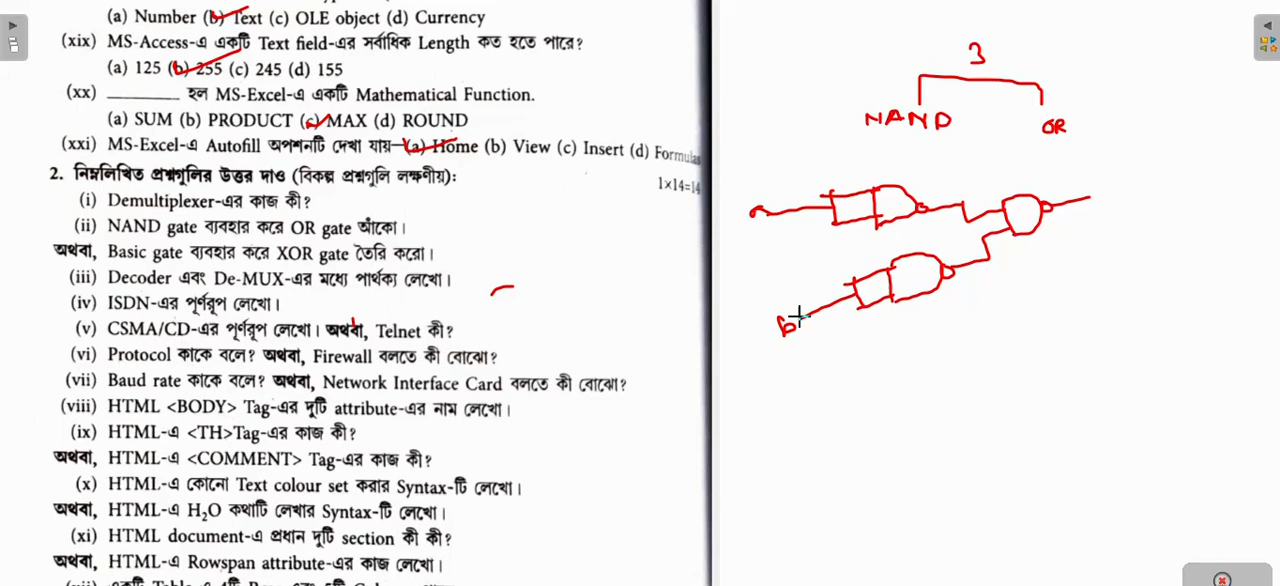 (a) Number (b) Text (c) OLE object (d) Currency
(xix) MS-Access-এ একটি Text field-এর সর্বাধিক Length কত হতে পারে?
(a) 125 (b) 255 (c) 245 (d) 155
(xx) ________ হল MS-Excel-এ একটি Mathematical Function.
(a) SUM (b) PRODUCT (c) MAX (d) ROUND
(xxi) MS-Excel-এ Autofill অপশনটি দেখা যায়—(a) Home (b) View (c) Insert (d) Formulas
2. নিম্নলিখিত প্রশ্নগুলির উত্তর দাও (বিকল্প প্রশ্নগুলি লক্ষণীয়):
1×14=14
(i) Demultiplexer-এর কাজ কী?
(ii) NAND gate ব্যবহার করে OR gate আঁকো।
অথবা, Basic gate ব্যবহার করে XOR gate তৈরি করো।
(iii) Decoder এবং De-MUX-এর মধ্যে পার্থক্য লেখো।
(iv) ISDN-এর পূর্ণরূপ লেখো।
(v) CSMA/CD-এর পূর্ণরূপ লেখো। অথবা, Telnet কী?
(vi) Protocol কাকে বলে? অথবা, Firewall বলতে কী বোঝো?
(vii) Baud rate কাকে বলে? অথবা, Network Interface Card বলতে কী বোঝো?
(viii) HTML <BODY> Tag-এর দুটি attribute-এর নাম লেখো।
(ix) HTML-এ <TH>Tag-এর কাজ কী?
অথবা, HTML-এ <COMMENT> Tag-এর কাজ কী?
(x) HTML-এ কোনো Text colour set করার Syntax-টি লেখো।
অথবা, HTML-এ H₂O কথাটি লেখার Syntax-টি লেখো।
(xi) HTML document-এ প্রধান দুটি section কী কী?
অথবা, HTML-এ Rowspan attribute-এর কাজ লেখো।
3
NAND OR
b